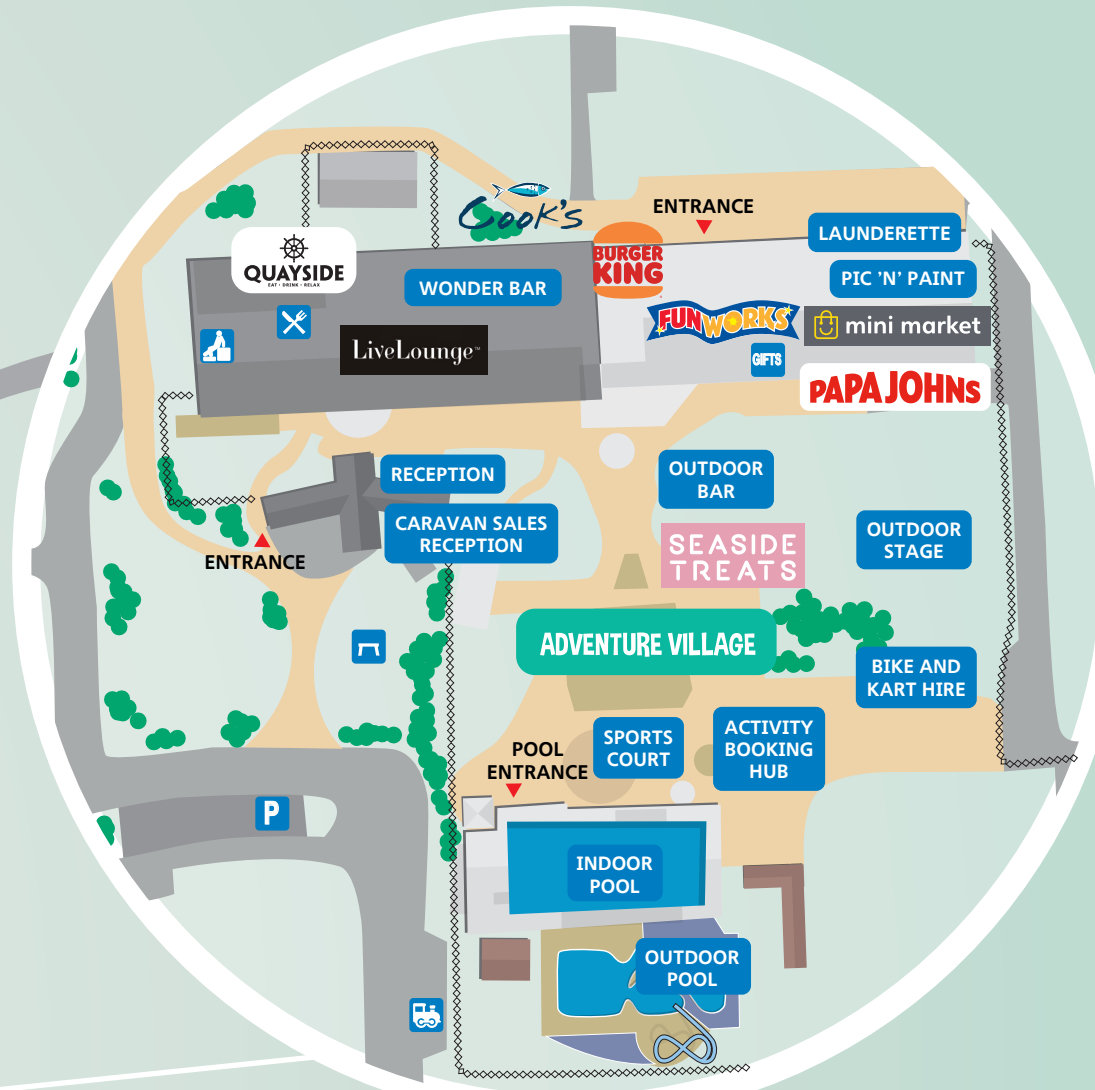 Cook's
ENTRANCE
LAUNDERETTE
BURGER
KING
QUAYSIDE
EAT • DRINK • RELAX
PIC 'N' PAINT
WONDER BAR
FUNWORKS
mini market
LiveLounge™
GIFTS
PAPA JOHNS
RECEPTION
OUTDOOR
BAR
CARAVAN SALES
RECEPTION
OUTDOOR
STAGE
SEASIDE
TREATS
ENTRANCE
ADVENTURE VILLAGE
BIKE AND
KART HIRE
SPORTS
COURT
ACTIVITY
BOOKING
HUB
POOL
ENTRANCE
P
INDOOR
POOL
OUTDOOR
POOL